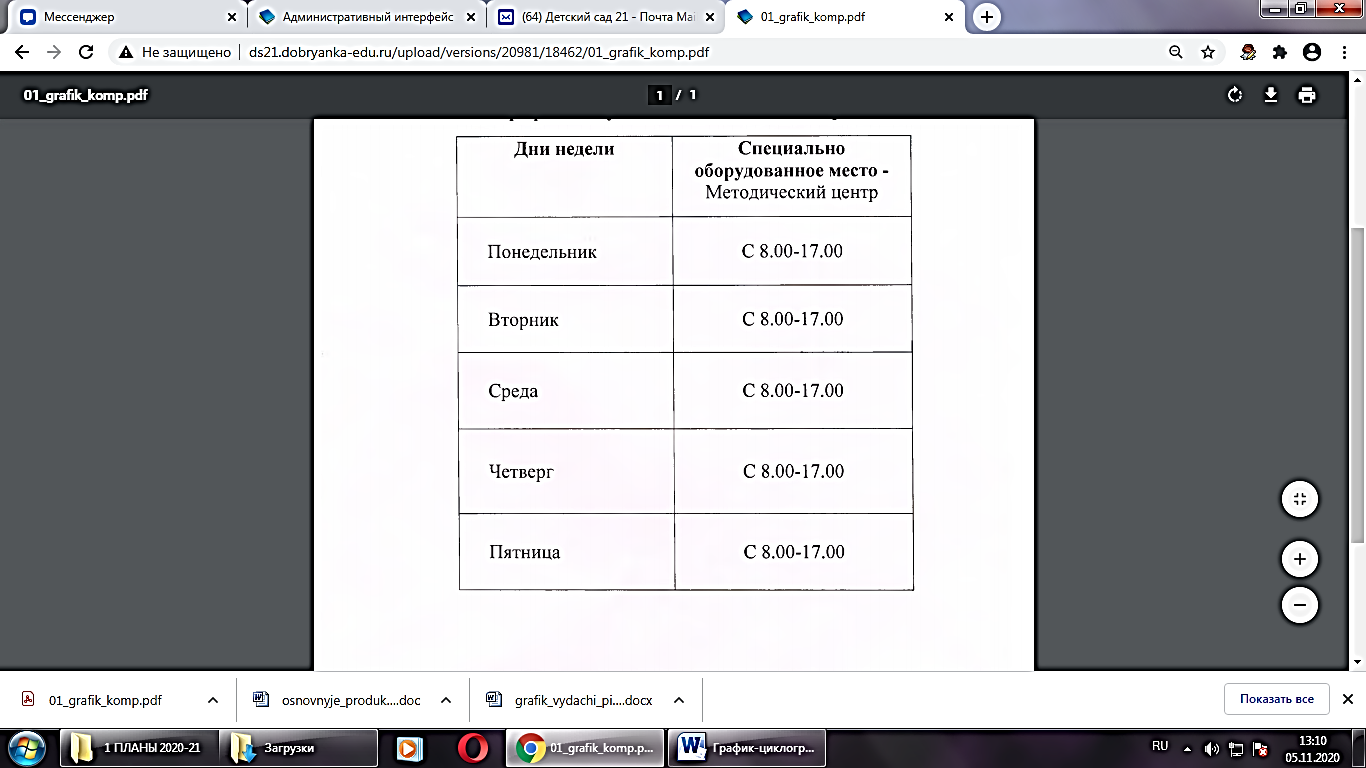 Мессенджер
Административный интерфейс
(64) Детский сад 21 - Почта Mai
01_grafik_komp.pdf
Не защищено
ds21.dobryanka-edu.ru/upload/versions/20981/18462/01_grafik_komp.pdf
01_grafik_komp.pdf
1 / 1
Дни недели
Специально
оборудованное место -
Методический центр
Понедельник
С 8.00-17.00
Вторник
С 8.00-17.00
Среда
С 8.00-17.00
Четверг
С 8.00-17.00
Пятница
С 8.00-17.00
01_grafik_komp.pdf
osnovnyje_produk....doc
grafik_vydachi_pi....docx
Показать все
1 ПЛАНЫ 2020-21
Загрузки
01_grafik_komp.p...
График-циклогр...
RU
13:10
05.11.2020